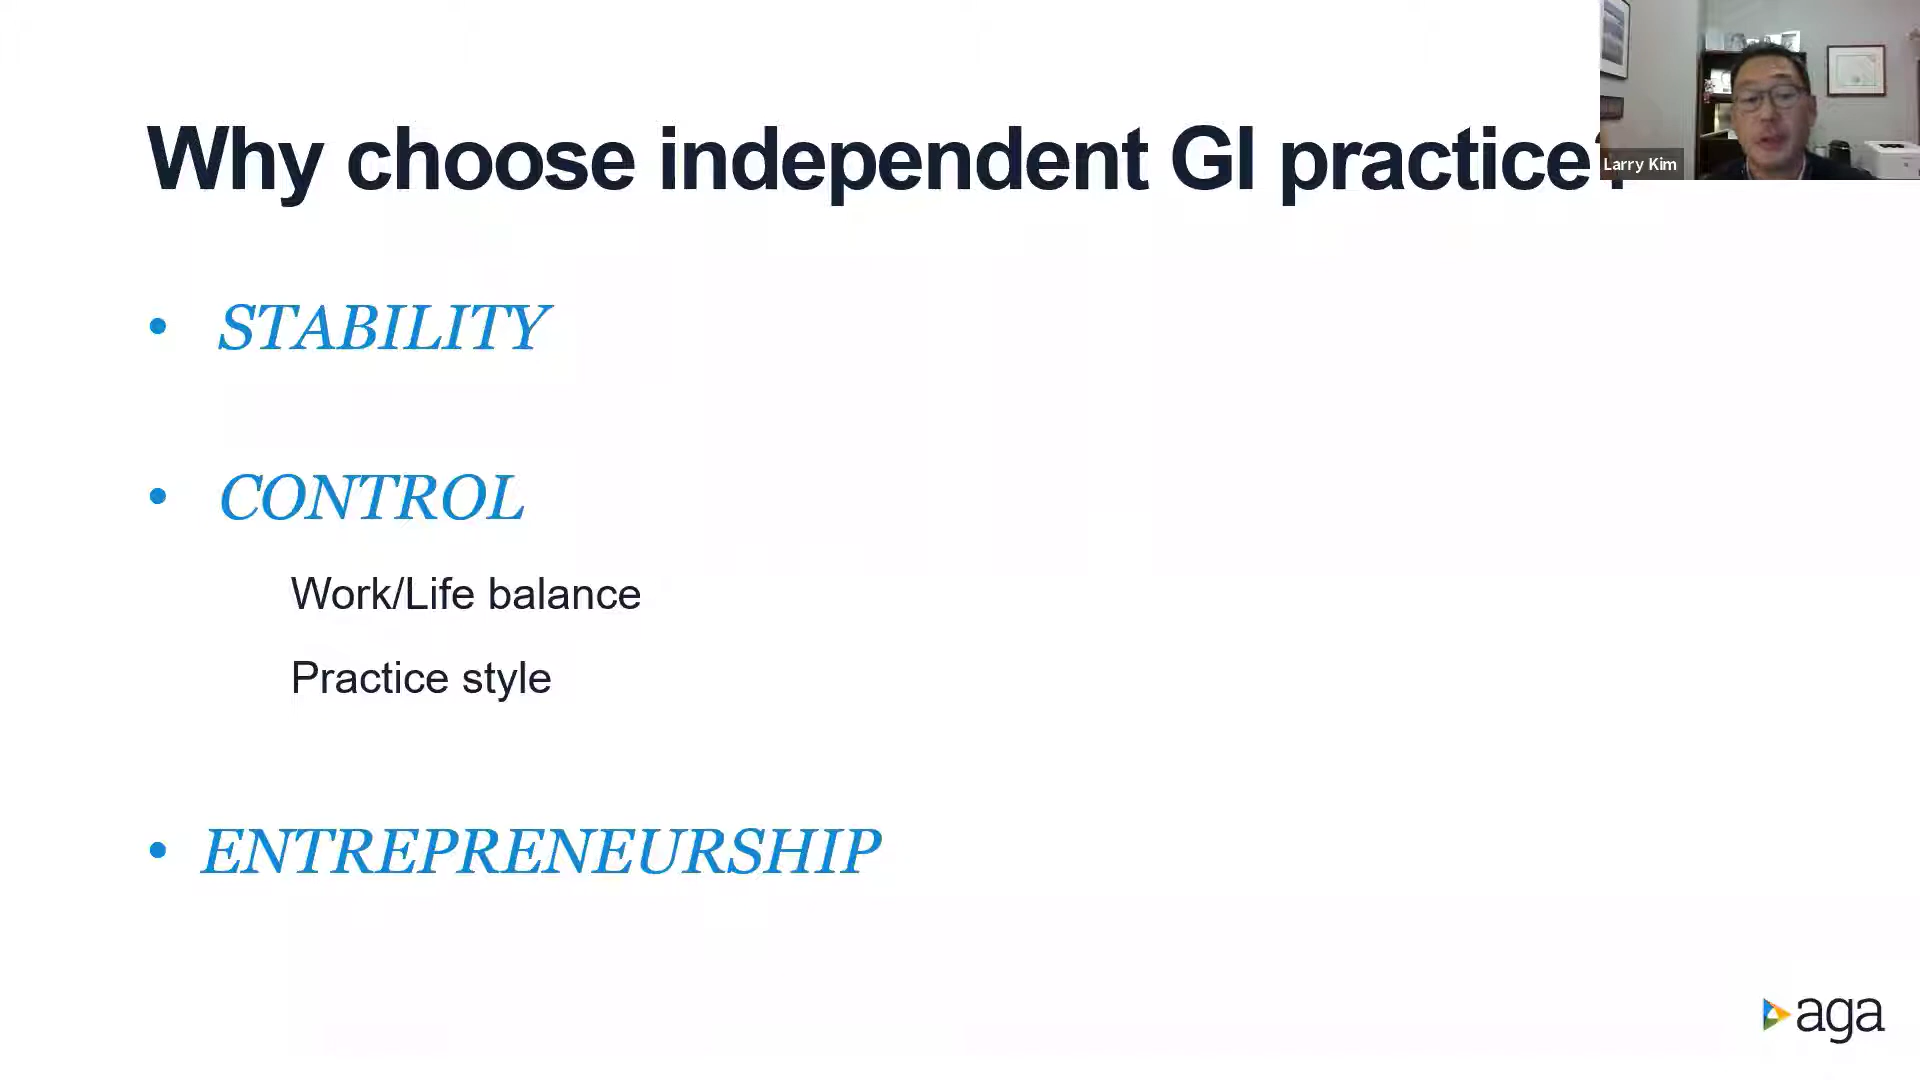 Why choose independent GI practice?
Larry Kim
• STABILITY
• CONTROL
Work/Life balance
Practice style
• ENTREPRENEURSHIP
aga